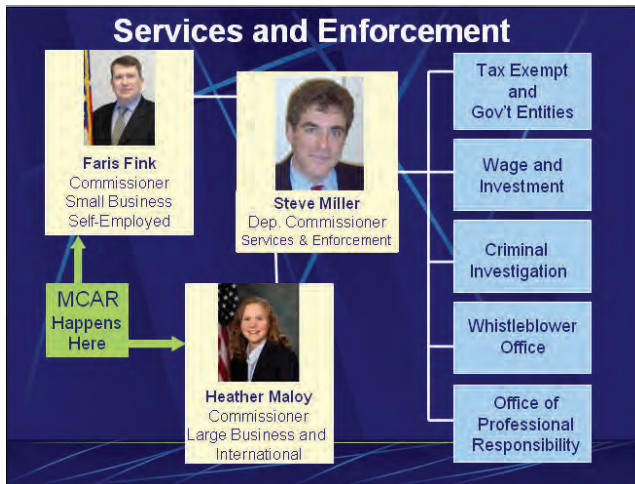 Services and Enforcement
Faris Fink
Commissioner
Small Business
Self-Employed
Steve Miller
Dep. Commissioner
Services & Enforcement
MCAR
Happens
Here
Heather Maloy
Commissioner
Large Business and
International
Tax Exempt
and
Gov't Entities
Wage and
Investment
Criminal
Investigation
Whistleblower
Office
Office of
Professional
Responsibility